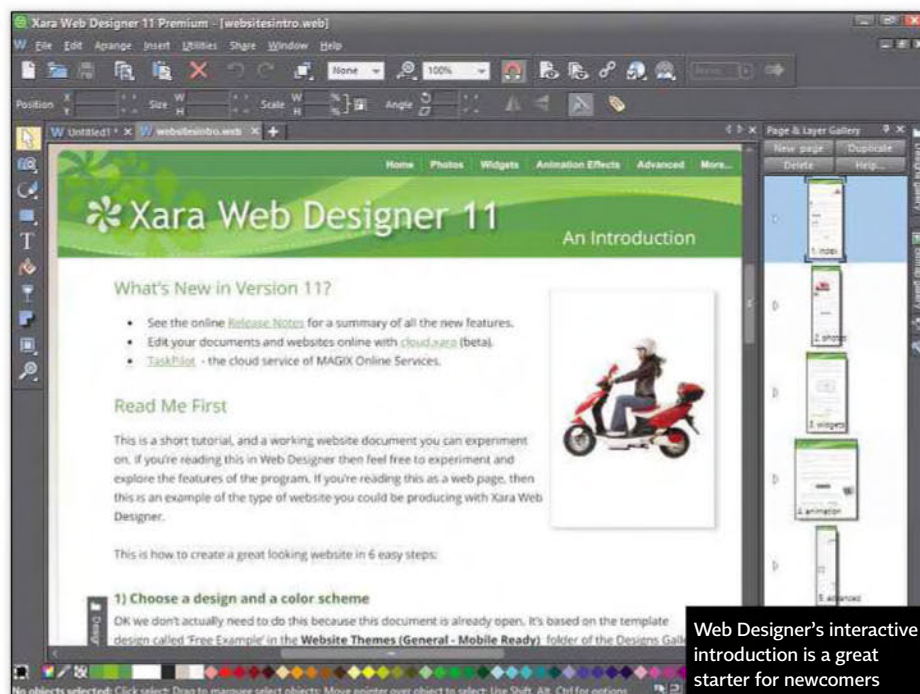 Xara Web Designer 11 Premium - [websitesintro.web]
File Edit Arrange Insert Utilities Share Window Help
None 100%
Position X Y Size W H Scale W H % % Angle
Untitled1 * websitesintro.web
Page & Layer Gallery
New page Duplicate
Delete Help...
Home Photos Widgets Animation Effects Advanced More...
Xara Web Designer 11
An Introduction
1. index
What's New in Version 11?
• See the online Release Notes for a summary of all the new features.
• Edit your documents and websites online with cloud.xara (beta).
• TaskPilot - the cloud service of MAGIX Online Services.
2. photos
Read Me First
This is a short tutorial, and a working website document you can experiment
on. If you're reading this in Web Designer then feel free to experiment and
explore the features of the program. If you're reading this as a web page, then
this is an example of the type of website you could be producing with Xara Web
Designer.
3. widgets
This is how to create a great looking website in 6 easy steps:
4. animation
1) Choose a design and a color scheme
OK we don't actually need to do this because this document is already open. It's based on the template
design called 'Free Example' in the Website Themes (General - Mobile Ready) folder of the Designs
5. advanced
No objects selected: Click select; Drag to marquee select objects; Move pointer over object to select; Use Shift, Alt, Ctrl for options
Web Designer's interactive
introduction is a great
starter for newcomers